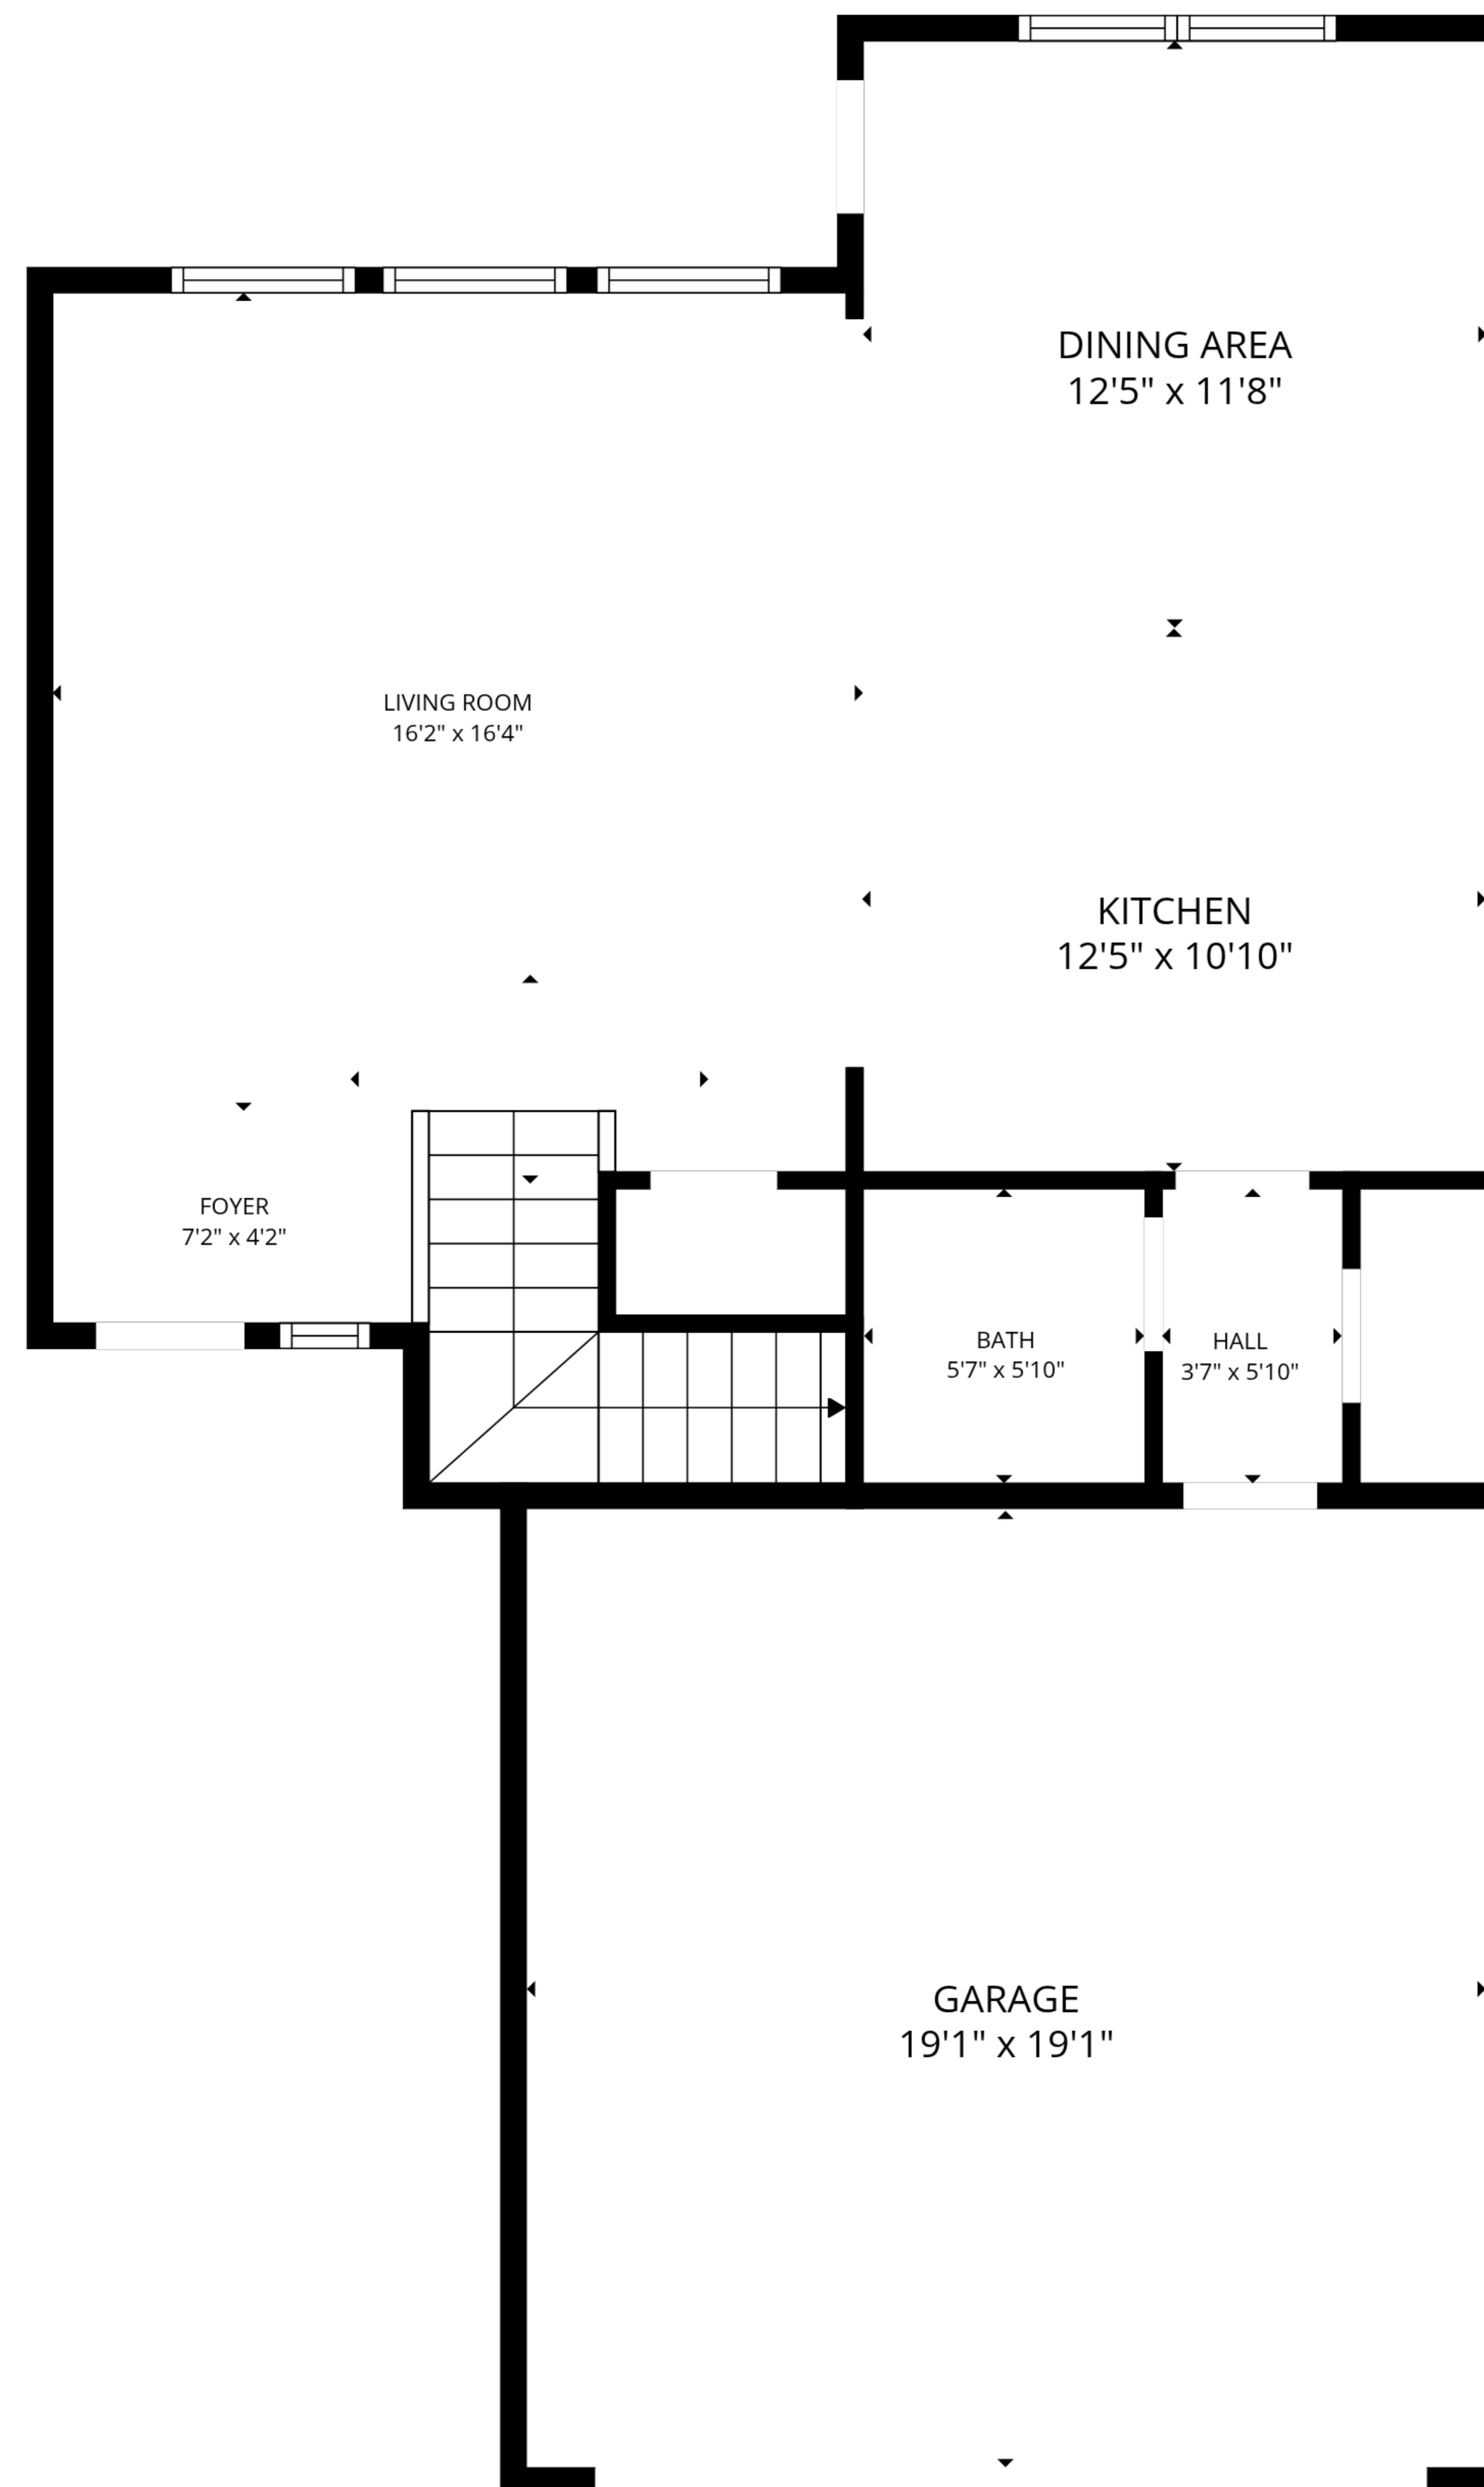 DINING AREA
12'5" x 11'8"
LIVING ROOM
16'2" x 16'4"
KITCHEN
12'5" x 10'10"
FOYER
7'2" x 4'2"
BATH
5'7" x 5'10"
HALL
3'7" x 5'10"
GARAGE
19'1" x 19'1"